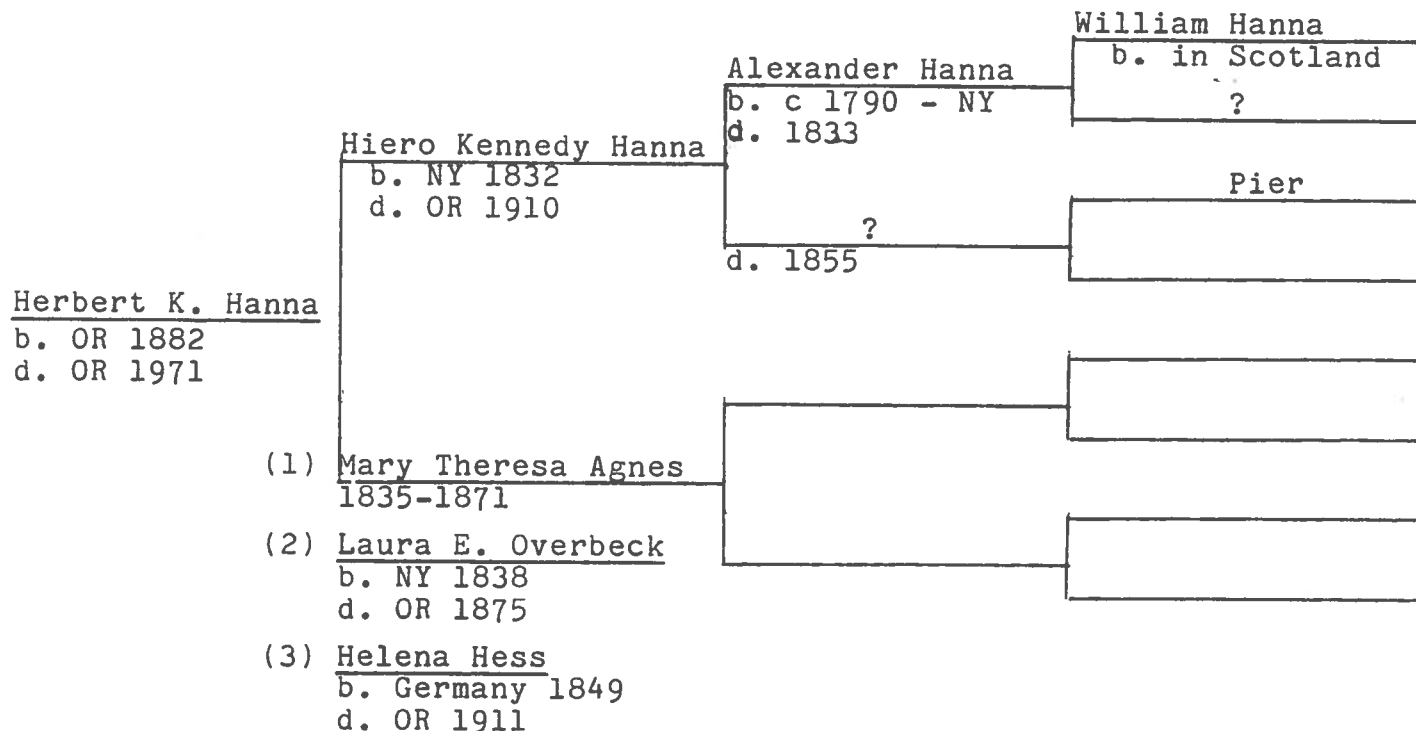 William Hanna
b. in Scotland
?
Alexander Hanna
b. c 1790 - NY
d. 1833
Hiero Kennedy Hanna
b. NY 1832
d. OR 1910
Pier
?
d. 1855
Herbert K. Hanna
b. OR 1882
d. OR 1971
(1) Mary Theresa Agnes
1835-1871
(2) Laura E. Overbeck
b. NY 1838
d. OR 1875
(3) Helena Hess
b. Germany 1849
d. OR 1911